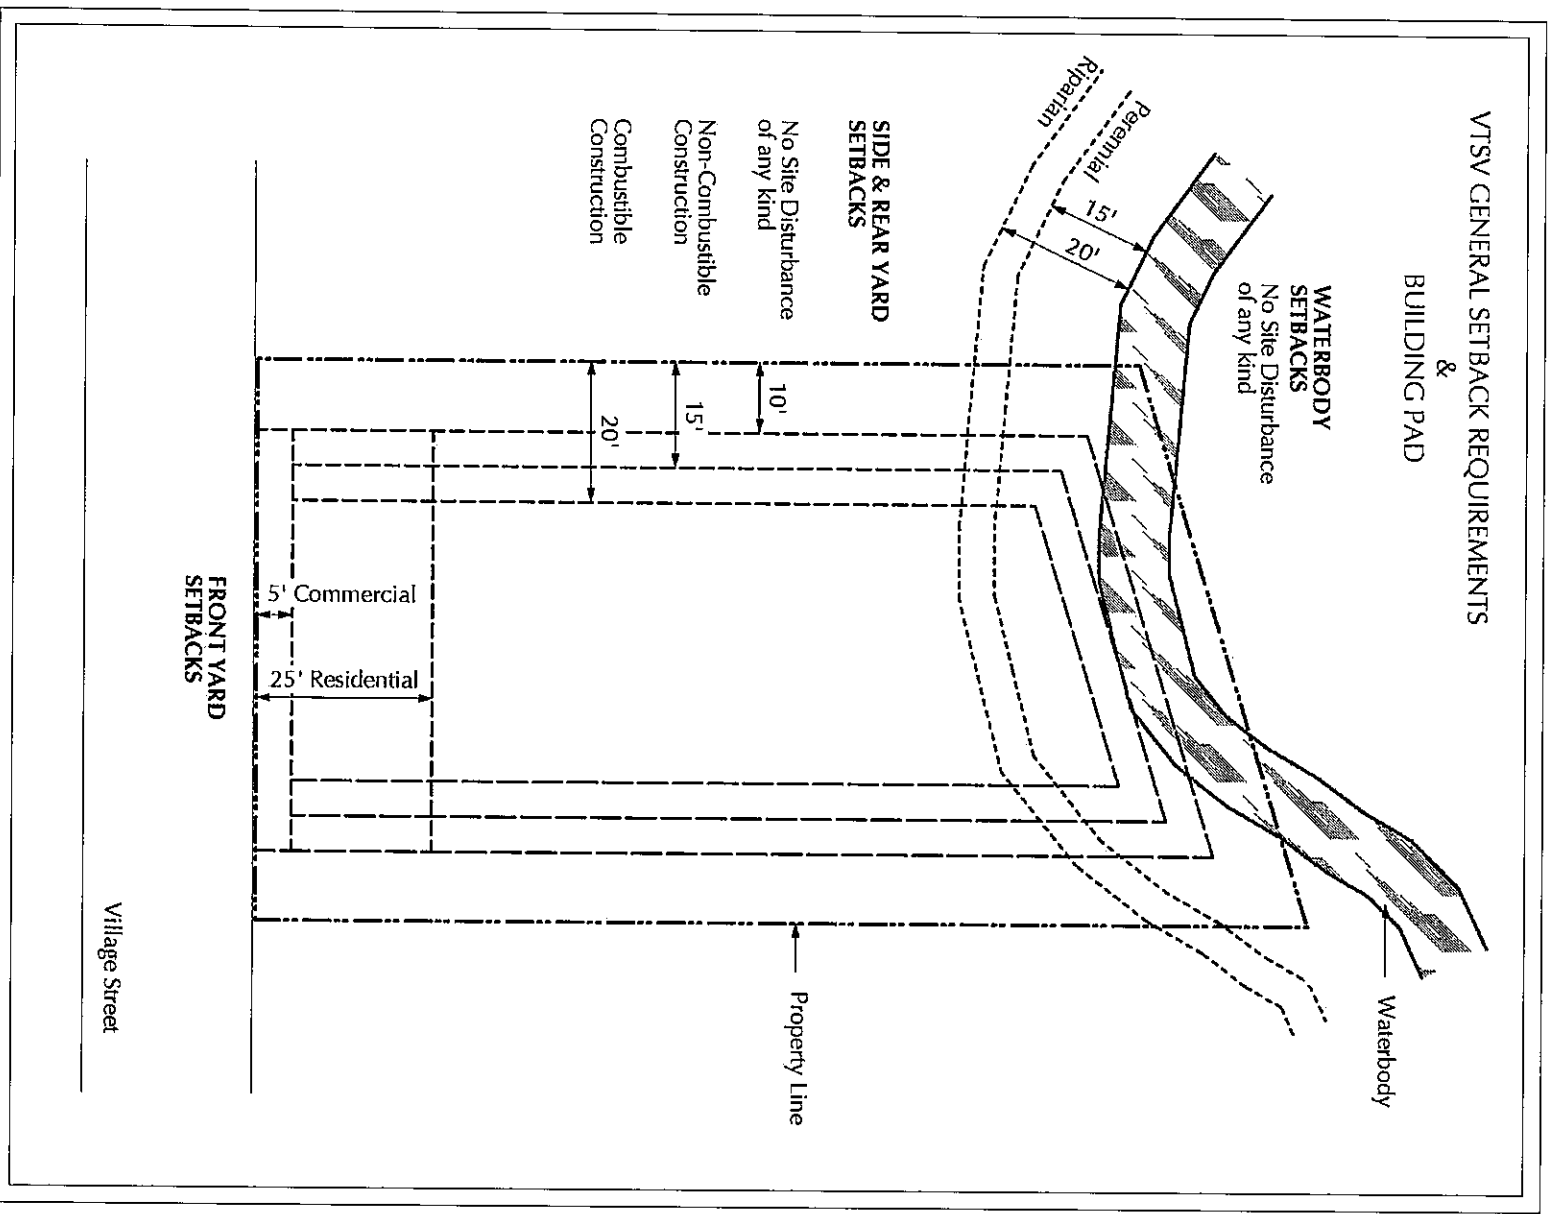 VTSV GENERAL SETBACK REQUIREMENTS
&
BUILDING PAD
WATERBODY
SETBACKS
No Site Disturbance
of any kind
Waterbody
Riparian
Perennial
15'
20'
SIDE & REAR YARD
SETBACKS
No Site Disturbance
of any kind
10'
Non-Combustible
Construction
15'
Combustible
Construction
20'
Property Line
5' Commercial
25' Residential
FRONT YARD
SETBACKS
Village Street